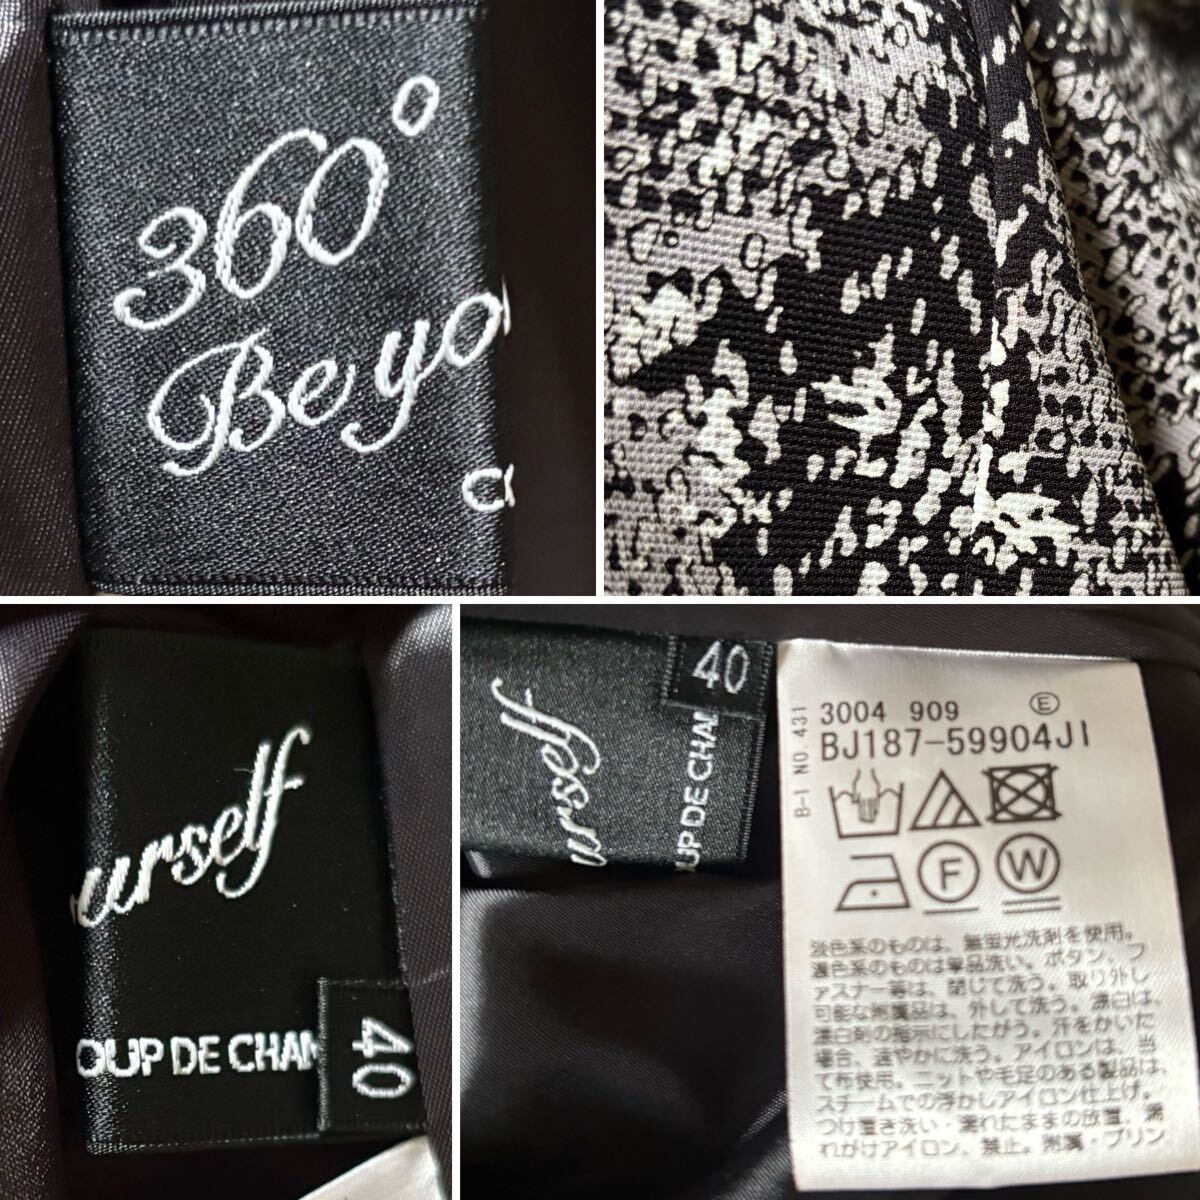 360°
Beyo
urself
OUP DE CHAN
40
40
urself
UP DE CHAM
B-1 NO.431
3004 909 E
BJ187-59904JI
F
W
淡色系のものは、無蛍光洗剤を使用。
濃色系のものは単品洗い。ボタン、フ
ァスナー等は、閉じて洗う。取り外し
可能な附属品は、外して洗う。漂白は、
漂白剤の指示にしたがう。汗をかいた
場合、速やかに洗う。アイロンは、当
て布使用。ニットや毛足のある製品は、
スチームでの浮かしアイロン仕上げ。
つけ置き洗い・濡れたままの放置、濡
れがけアイロン、禁止。附属・プリン